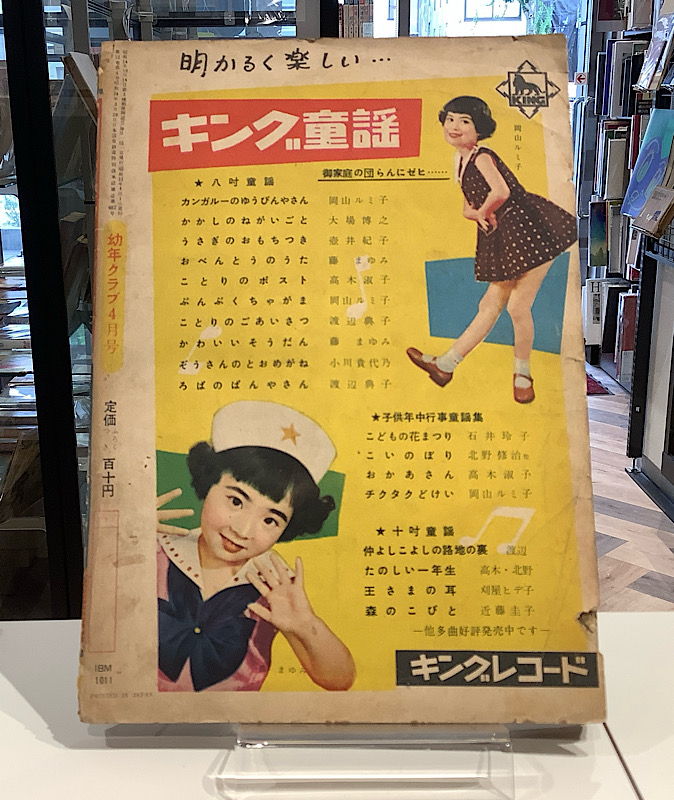 明かるく楽しい…
KING
キング童謡
岡山ルミ子
御家庭の団らんにゼヒ……
★八吋童謡
カンガルーのゆうびんやさん 岡山ルミ子
かかしのねがいごと 大場博之
うさぎのおもちつき 壺井紀子
おべんとうのうた 藤まゆみ
ことりのポスト 高木淑子
ぶんぶくちゃがま 岡山ルミ子
ことりのごあいさつ 渡辺典子
かわいいそうだん 藤まゆみ
ぞうさんのとおめがね 小川貴代乃
ろばのぱんやさん 渡辺典子
★子供年中行事童謡集
こどもの花まつり 石井玲子
こいのぼり 北野修治
おかあさん 高木淑子
チクタクどけい 岡山ルミ子
★十吋童謡
仲よしこよしの路地の裏 渡辺
たのしい一年生 高木・北野
王さまの耳 刈屋ヒデ子
森のこびと 近藤圭子
―他多曲好評発売中です―
まゆみ
キングレコード
幼年クラブ4月号
定価 百十円
IBM
1011
PRINTED IN JAPAN